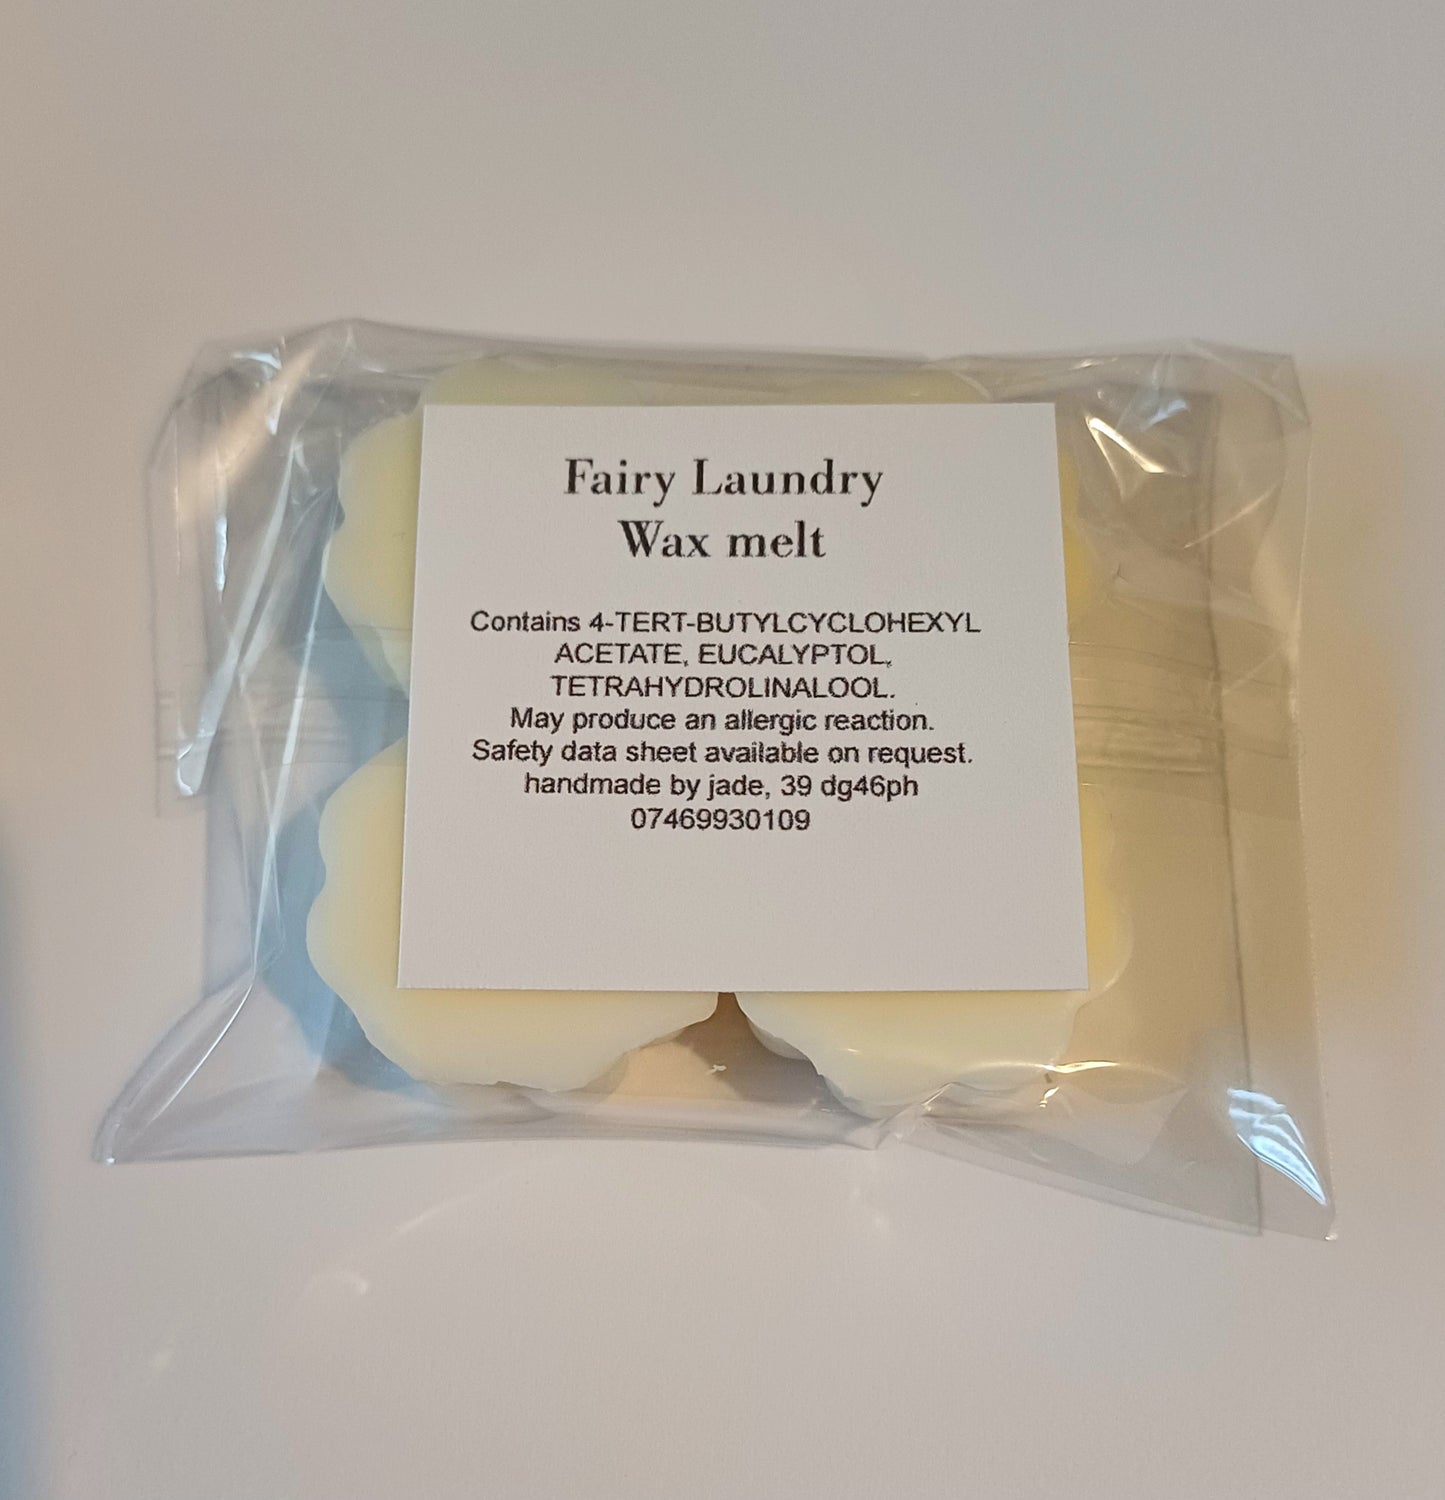 Fairy Laundry
Wax melt
Contains 4-TERT-BUTYLCYCLOHEXYL
ACETATE, EUCALYPTOL,
TETRAHYDROLINALOOL.
May produce an allergic reaction.
Safety data sheet available on request.
handmade by jade, 39 dg46ph
07469930109